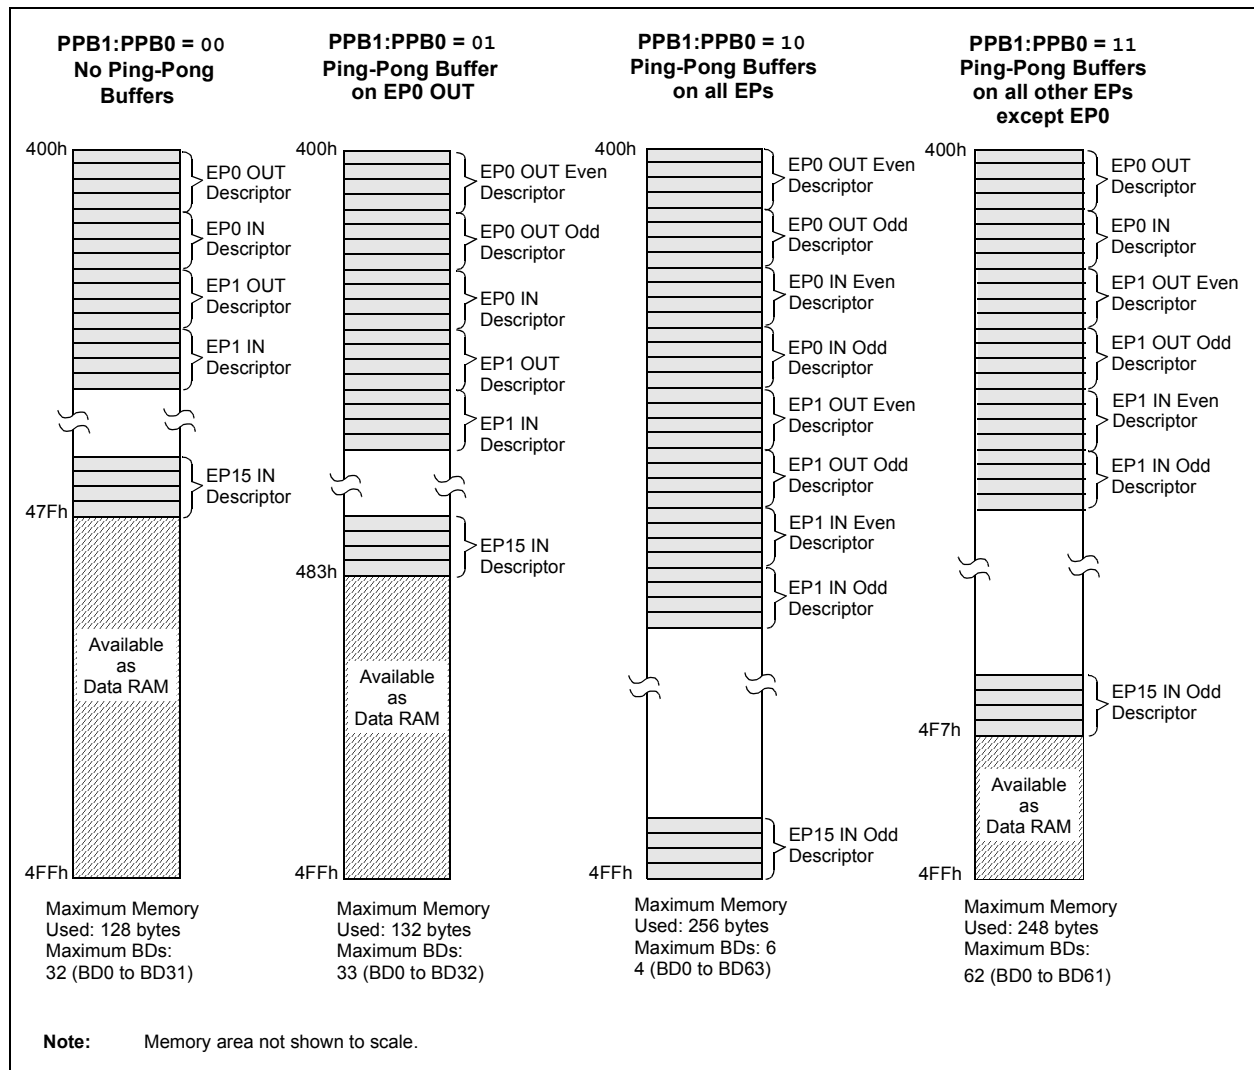 PPB1:PPB0 = 00
No Ping-Pong
Buffers
400h
EP0 OUT
Descriptor
EP0 IN
Descriptor
EP1 OUT
Descriptor
EP1 IN
Descriptor
EP15 IN
Descriptor
47Fh
Available
as
Data RAM
4FFh
Maximum Memory
Used: 128 bytes
Maximum BDs:
32 (BD0 to BD31)
PPB1:PPB0 = 01
Ping-Pong Buffer
on EP0 OUT
400h
EP0 OUT Even
Descriptor
EP0 OUT Odd
Descriptor
EP0 IN
Descriptor
EP1 OUT
Descriptor
EP1 IN
Descriptor
EP15 IN
Descriptor
483h
Available
as
Data RAM
4FFh
Maximum Memory
Used: 132 bytes
Maximum BDs:
33 (BD0 to BD32)
PPB1:PPB0 = 10
Ping-Pong Buffers
on all EPs
400h
EP0 OUT Even
Descriptor
EP0 OUT Odd
Descriptor
EP0 IN Even
Descriptor
EP0 IN Odd
Descriptor
EP1 OUT Even
Descriptor
EP1 OUT Odd
Descriptor
EP1 IN Even
Descriptor
EP1 IN Odd
Descriptor
EP15 IN Odd
Descriptor
4FFh
Maximum Memory
Used: 256 bytes
Maximum BDs: 6
4 (BD0 to BD63)
PPB1:PPB0 = 11
Ping-Pong Buffers
on all other EPs
except EP0
400h
EP0 OUT
Descriptor
EP0 IN
Descriptor
EP1 OUT Even
Descriptor
EP1 OUT Odd
Descriptor
EP1 IN Even
Descriptor
EP1 IN Odd
Descriptor
EP15 IN Odd
Descriptor
4F7h
Available
as
Data RAM
4FFh
Maximum Memory
Used: 248 bytes
Maximum BDs:
62 (BD0 to BD61)
Note: Memory area not shown to scale.